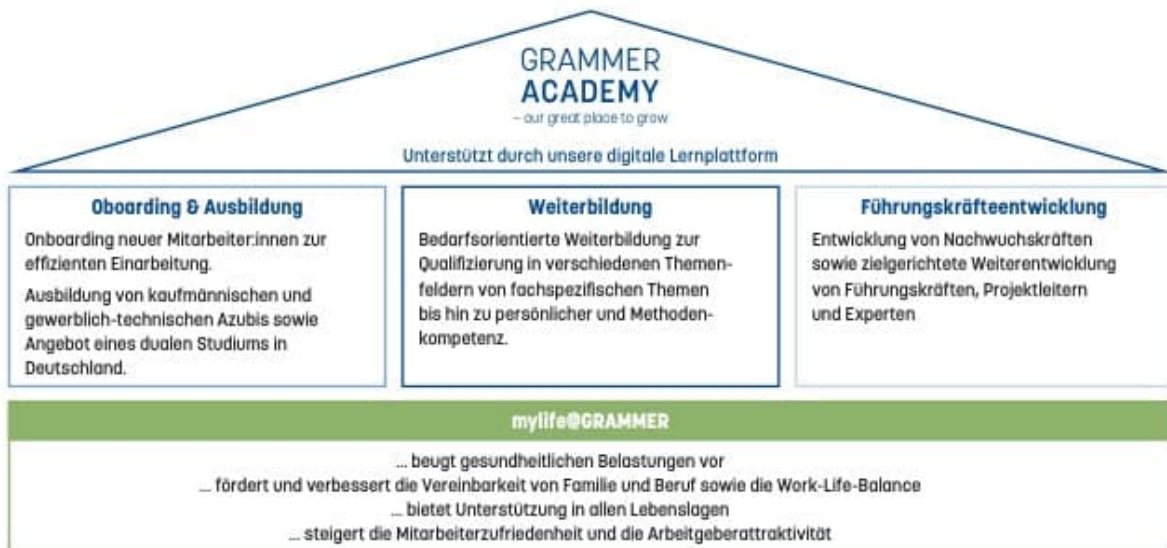 GRAMMER
ACADEMY
– our great place to grow
Unterstützt durch unsere digitale Lernplattform
Oboarding & Ausbildung
Onboarding neuer Mitarbeiter:innen zur
effizienten Einarbeitung.
Ausbildung von kaufmännischen und
gewerblich-technischen Azubis sowie
Angebot eines dualen Studiums in
Deutschland.
Weiterbildung
Bedarfsorientierte Weiterbildung zur
Qualifizierung in verschiedenen Themen-
feldern von fachspezifischen Themen
bis hin zu persönlicher und Methoden-
kompetenz.
Führungskräfteentwicklung
Entwicklung von Nachwuchskräften
sowie zielgerichtete Weiterentwicklung
von Führungskräften, Projektleitern
und Experten
mylife@GRAMMER
... beugt gesundheitlichen Belastungen vor
... fördert und verbessert die Vereinbarkeit von Familie und Beruf sowie die Work-Life-Balance
... bietet Unterstützung in allen Lebenslagen
... steigert die Mitarbeiterzufriedenheit und die Arbeitgeberattraktivität